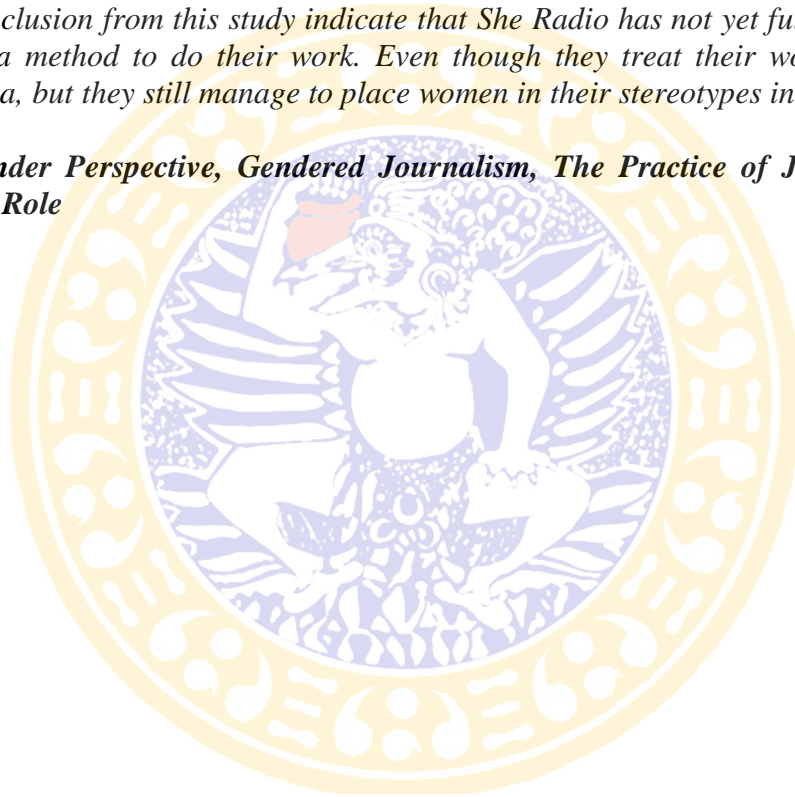 clusion from this study indicate that She Radio has not yet fu
a method to do their work. Even though they treat their wo
a, but they still manage to place women in their stereotypes in
nder Perspective, Gendered Journalism, The Practice of J
Role